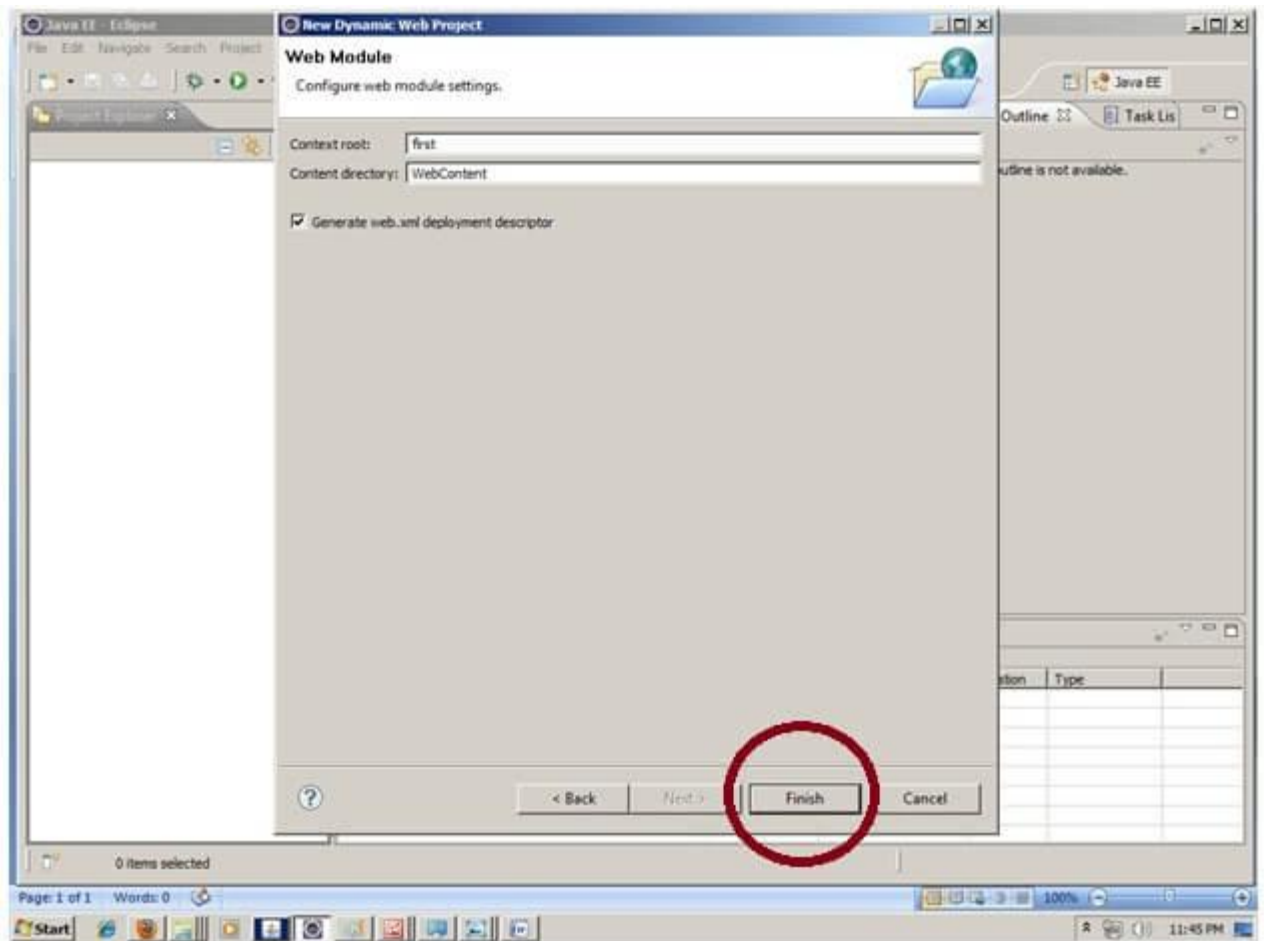 Java EE - Eclipse
File Edit Navigate Search Project
New Dynamic Web Project
Web Module
Configure web module settings.
Java EE
Project Explorer
Outline
Task Lis
Context root: first
Content directory: WebContent
utline is not available.
Generate web.xml deployment descriptor
ation Type
< Back Next > Finish Cancel
0 items selected
Page: 1 of 1 Words: 0
100%
Start
11:45 PM